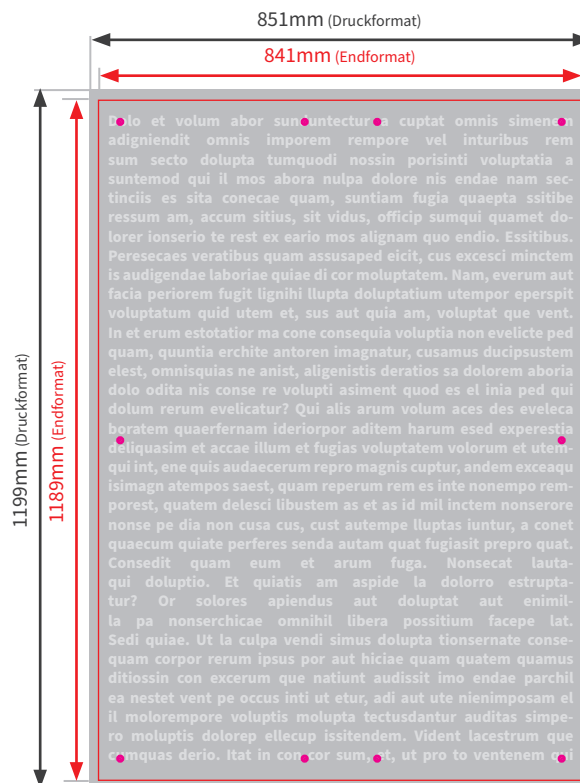 851mm (Druckformat)
841mm (Endformat)
1199mm (Druckformat)
1189mm (Endformat)
Dolo et volum abor sum untectur a cuptat omnis simenem
adigniendit omnis imporem rempore vel inturibus rem
sum secto dolupta tumquodi nossin porisinti voluptatia a
suntemod qui il mos abora nulpa dolore nis endae nam sec-
tinciis es sita conecae quam, suntiam fugia quaepta ssitibe
ressum am, accum sitius, sit vidus, officip sumqui quamet do-
lorer ionserio te rest ex eario mos alignam quo endio. Essitibus.
Peresecaes veratibus quam assusaped eicit, cus excesci minctem
is audigendae laboriae quiae di cor moluptatem. Nam, everum aut
facia periorem fugit lignihi llupta doluptatium utempor eperspit
voluptatum quid utem et, sus aut quia am, voluptat que vent.
In et erum estotatior ma cone consequia voluptia non evelicte ped
quam, quuntia erchite antoren imagnatur, cusamus ducipsustem
elest, omnisquias ne anist, aligenistis deratios sa dolorem aboria
dolo odita nis conse re volupti asiment quod es el inia ped qui
dolum rerum evelicatur? Qui alis arum volum aces des eveleca
boratem quaerfernam ideriorpor aditem harum esed experestia
deliquasim et accae illumet fugias voluptatem volorum et utem-
qui int, ene quis audaecerum repro magnis cuptur, andem exceaqu
isimagn atempos saest, quam reperum rem es inte nonempo rem-
porest, qustem delesci libustem as et as id mil inctem nonserore
nonse pe dia non cusa cus, cust autempe lluptas iuntur, a conet
quaecum quiate perferes senda autam quat fugiasit prepro quat.
Consedit quam eum et arum fuga. Nonsecat lauta-
qui doluptio. Et quiatis am aspide la dolorro estrupta-
tur? Or solores apiendus aut doluptat aut enimil-
la pa nonserchicae omnihil libera possitium facepe lat.
Sedi quiae. Ut la culpa vendi simus dolupta tionsernate conse-
quam corpor rerum ipsus por aut hiciae quam quatem quamus
ditiossin con excerum que natiunt audissit imo endae parchil
ea nestet vent pe occus inti ut etur, adi aut ute nienimposam el
il molorempore voluptis molupta tectusdantur auditas simpe-
ro moluptis dolorep ellecup issitendem. Vident lacestrum que
cumquas derio. Itat in con cor sum, et, ut pro to ventenem qui